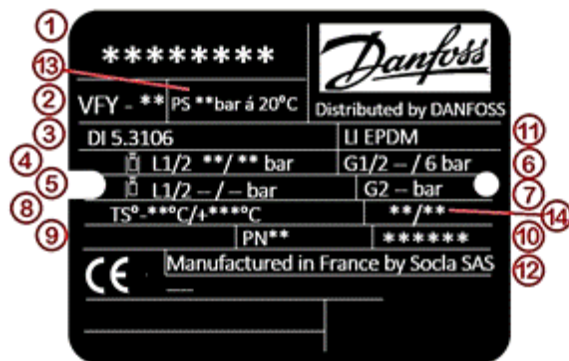 1
********
Danfoss
13
2
VFY - ** PS **bar á 20°C
Distributed by DANFOSS
3
DI 5.3106 LI EPDM
11
4
L1/2 **/** bar G1/2 – / 6 bar
6
5
L1/2 – / – bar G2 – bar
7
8
TS°-**°C/+***°C **/**
14
9
PN** ******
10
CE Manufactured in France by Socla SAS
12